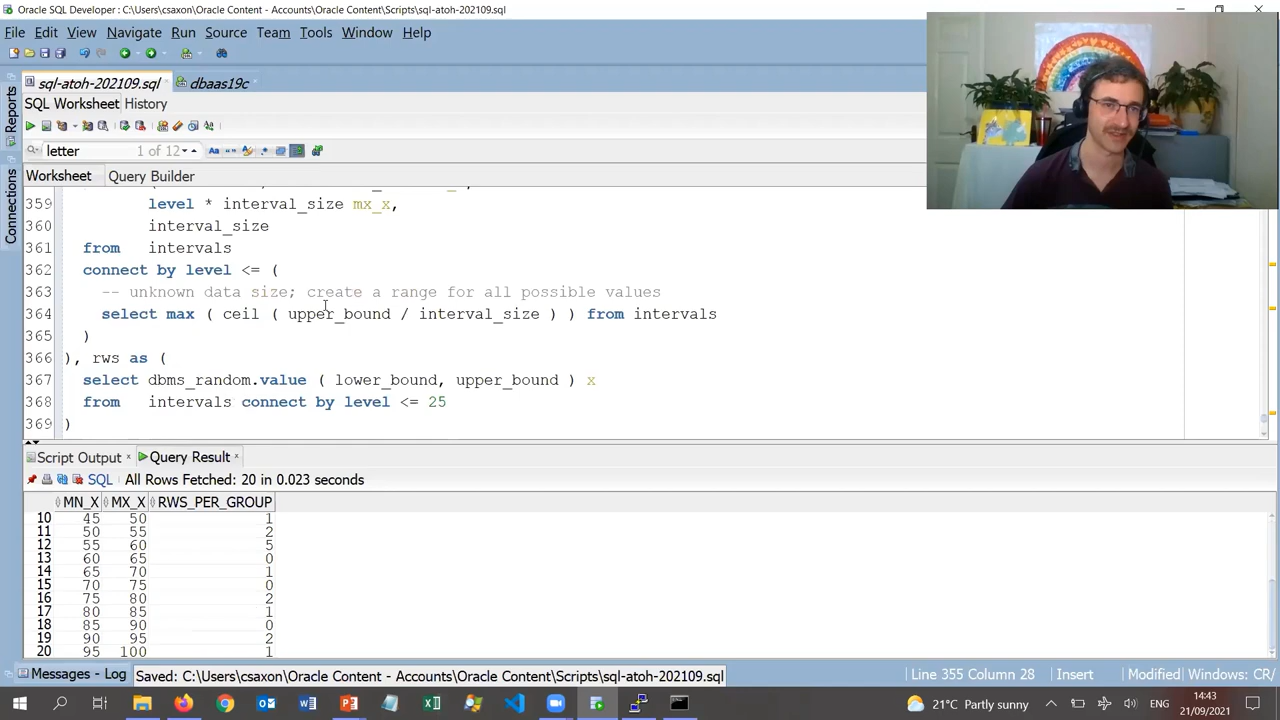 Oracle SQL Developer : C:\Users\csaxon\Oracle Content - Accounts\Oracle Content\Scripts\sql-atoh-202109.sql
File Edit View Navigate Run Source Team Tools Window Help
sql-atoh-202109.sql dbaas19c
SQL Worksheet History
letter 1 of 12
Worksheet Query Builder
Reports
Connections
359 level * interval_size mx_x,
360 interval_size
361 from intervals
362 connect by level <= (
363 -- unknown data size; create a range for all possible values
364 select max ( ceil ( upper_bound / interval_size ) ) from intervals
365 )
366 ), rws as (
367 select dbms_random.value ( lower_bound, upper_bound ) x
368 from intervals connect by level <= 25
369 )
Script Output Query Result
SQL All Rows Fetched: 20 in 0.023 seconds
MN_X MX_X RWS_PER_GROUP
10 45 50 1
11 50 55 2
12 55 60 5
13 60 65 0
14 65 70 1
15 70 75 0
16 75 80 2
17 80 85 1
18 85 90 0
19 90 95 2
20 95 100 1
Messages - Log Saved: C:\Users\csaxon\Oracle Content - Accounts\Oracle Content\Scripts\sql-atoh-202109.sql Line 355 Column 28 Insert Modified Windows: CR/
21°C Partly sunny ENG 14:43
21/09/2021